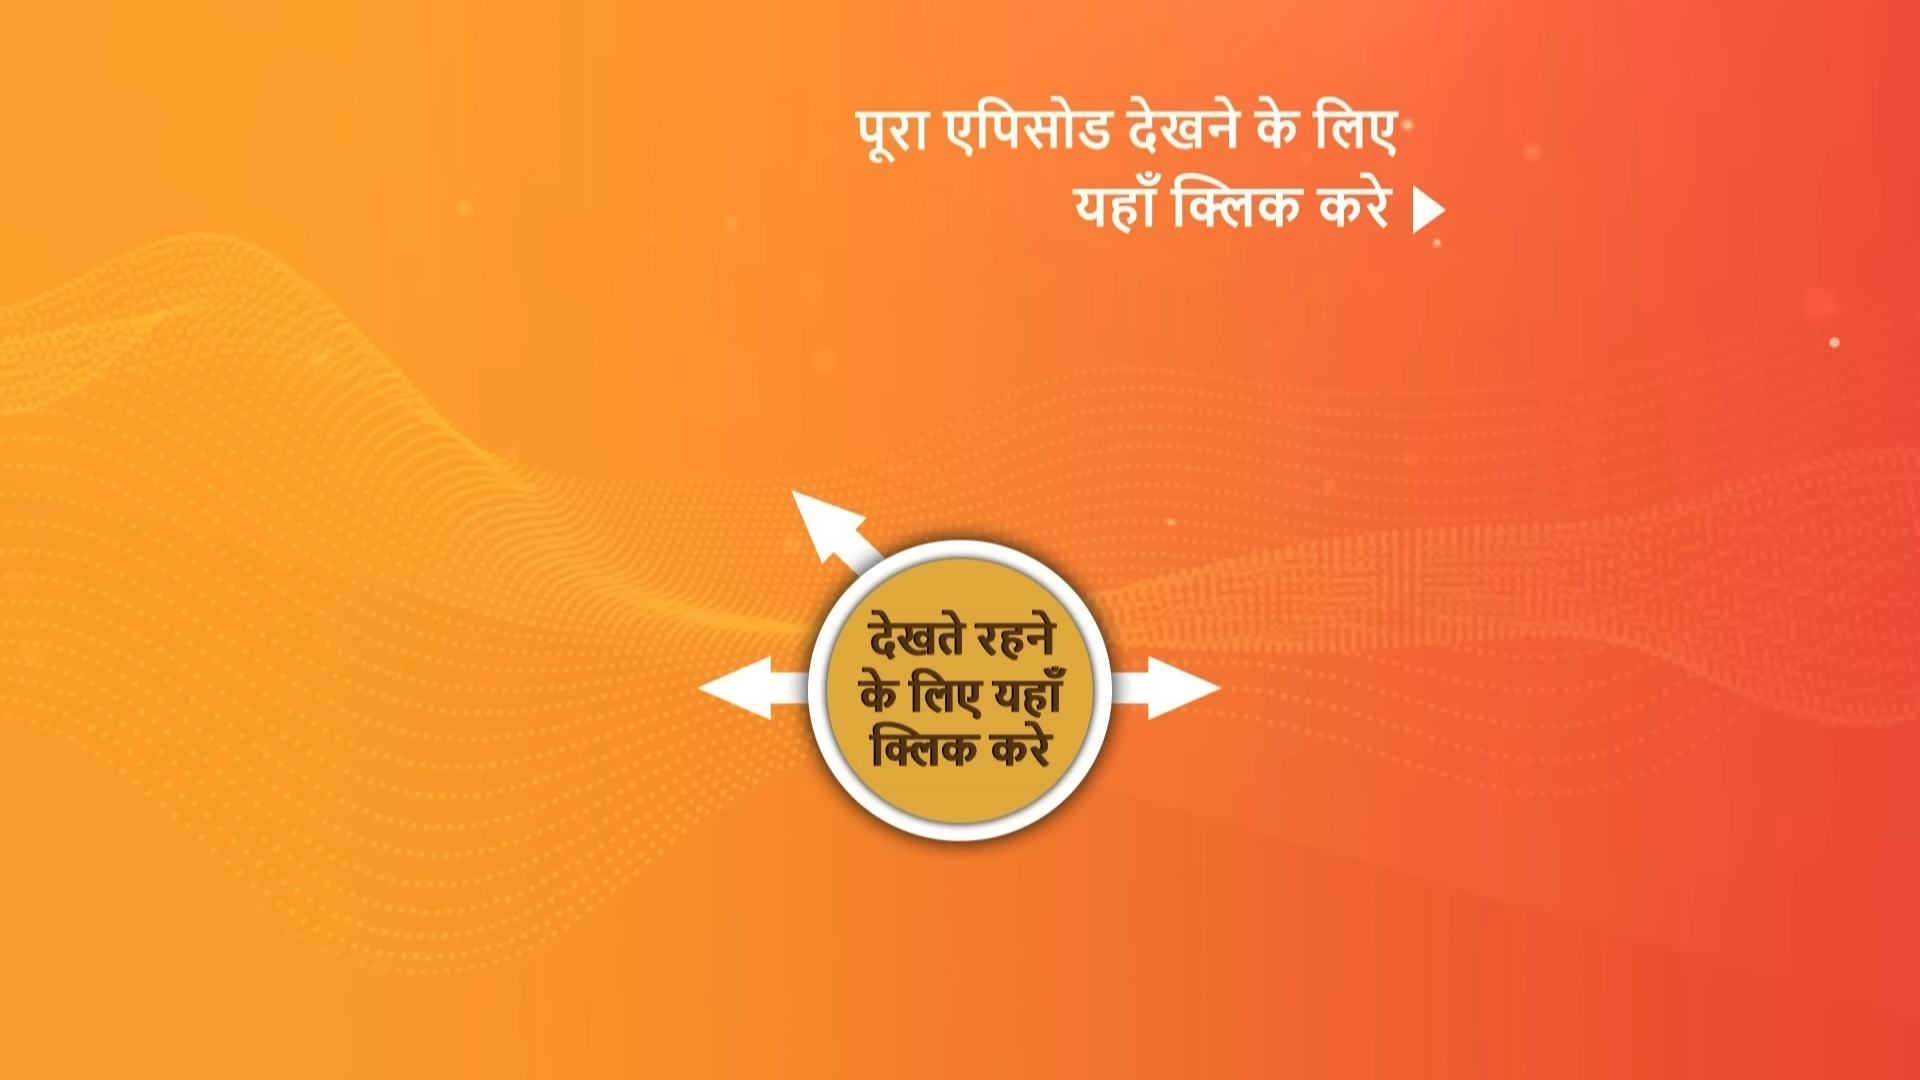 पूरा एपिसोड देखने के लिए
यहाँ क्लिक करे
देखते रहने
के लिए यहाँ
क्लिक करे